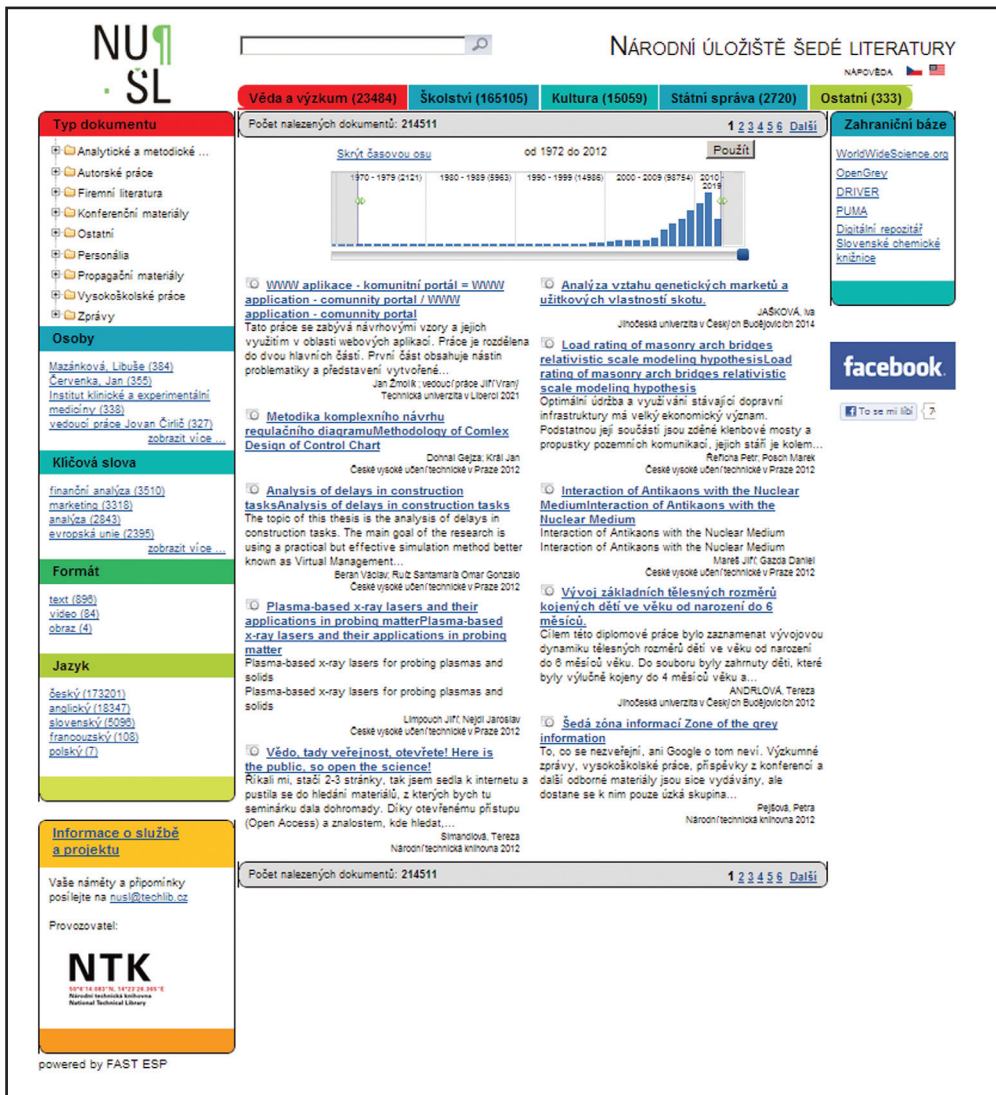 NU¶
· ŠL
NÁRODNÍ ÚLOŽIŠTĚ ŠEDÉ LITERATURY
NÁPOVĚDA
Věda a výzkum (23484) Školství (165105) Kultura (15059) Státní správa (2720) Ostatní (333)
Typ dokumentu
Analytické a metodické ...
Autorské práce
Firemní literatura
Konferenční materiály
Ostatní
Personália
Propagační materiály
Vysokoškolské práce
Zprávy
Osoby
Mazánková, Libuše (384)
Červenka, Jan (355)
Institut klinické a experimentální
medicíny (338)
vedoucí práce Jovan Čirlič (327)
zobrazit více ...
Klíčová slova
finanční analýza (3510)
marketing (3318)
analýza (2843)
evropská unie (2395)
zobrazit více ...
Formát
text (896)
video (84)
obraz (4)
Jazyk
český (173201)
anglický (18347)
slovenský (5096)
francouzský (108)
polský (7)
Informace o službě
a projektu
Vaše náměty a připomínky
posílejte na nusl@techlib.cz
Provozovatel:
NTK
50°6'14.083"N, 14°23'26.365"E
Národní technická knihovna
National Technical Library
powered by FAST ESP
Počet nalezených dokumentů: 214511 1 2 3 4 5 6 Další
Skrýt časovou osu od 1972 do 2012 Použít
1970 - 1979 (2121) 1980 - 1989 (5963) 1990 - 1999 (14986) 2000 - 2009 (98754) 2010 -
2019
WWW aplikace - komunitní portál = WWW
application - comunnity portal / WWW
application - comunnity portal
Tato práce se zabývá návrhovými vzory a jejich
využitím v oblasti webových aplikací. Práce je rozdělena
do dvou hlavních částí. První část obsahuje nástin
problematiky a představení vytvořené...
Jan Žmolík ; vedoucí práce Jiří Vraný
Technická univerzita v Liberci 2021
Metodika komplexního návrhu
regulačního diagramuMethodology of Comlex
Design of Control Chart
Dohnal Gejza; Král Jan
České vysoké učení technické v Praze 2012
Analysis of delays in construction
tasksAnalysis of delays in construction tasks
The topic of this thesis is the analysis of delays in
construction tasks. The main goal of the research is
using a practical but effective simulation method better
known as Virtual Management...
Beran Václav; Ruíz Santamaría Omar Gonzalo
České vysoké učení technické v Praze 2012
Plasma-based x-ray lasers and their
applications in probing matterPlasma-based
x-ray lasers and their applications in probing
matter
Plasma-based x-ray lasers for probing plasmas and
solids
Plasma-based x-ray lasers for probing plasmas and
solids
Limpouch Jiří; Nejdl Jaroslav
České vysoké učení technické v Praze 2012
Vědo, tady veřejnost, otevřete! Here is
the public, so open the science!
Říkali mi, stačí 2-3 stránky, tak jsem sedla k internetu a
pustila se do hledání materiálů, z kterých bych tu
seminárku dala dohromady. Díky otevřenému přístupu
(Open Access) a znalostem, kde hledat,...
Simandlová, Tereza
Národní technická knihovna 2012
Analýza vztahu genetických marketů a
užitkových vlastností skotu.
JAŠKOVÁ, Iva
Jihočeská univerzita v Českých Budějovicích 2014
Load rating of masonry arch bridges
relativistic scale modeling hypothesisLoad
rating of masonry arch bridges relativistic
scale modeling hypothesis
Optimální údržba a využívání stávající dopravní
infrastruktury má velký ekonomický význam.
Podstatnou její součástí jsou zděné klenbové mosty a
propustky pozemních komunikací, jejich stáří je kolem...
Řeřicha Petr; Posch Marek
České vysoké učení technické v Praze 2012
Interaction of Antikaons with the Nuclear
MediumInteraction of Antikaons with the
Nuclear Medium
Interaction of Antikaons with the Nuclear Medium
Interaction of Antikaons with the Nuclear Medium
Mareš Jiří; Gazda Daniel
České vysoké učení technické v Praze 2012
Vývoj základních tělesných rozměrů
kojených dětí ve věku od narození do 6
měsíců.
Cílem této diplomové práce bylo zaznamenat vývojovou
dynamiku tělesných rozměrů dětí ve věku od narození
do 6 měsíců věku. Do souboru byly zahrnuty děti, které
byly výlučně kojeny do 4 měsíců věku a...
ANDRLOVÁ, Tereza
Jihočeská univerzita v Českých Budějovicích 2012
Šedá zóna informací Zone of the grey
information
To, co se nezveřejní, ani Google o tom neví. Výzkumné
zprávy, vysokoškolské práce, příspěvky z konferencí a
další odborné materiály jsou sice vydávány, ale
dostane se k nim pouze úzká skupina...
Pejšová, Petra
Národní technická knihovna 2012
Počet nalezených dokumentů: 214511 1 2 3 4 5 6 Další
Zahraniční báze
WorldWideScience.org
OpenGrey
DRIVER
PUMA
Digitální repozitář
Slovenské chemické
knižnice
facebook.
To se mi líbí 7